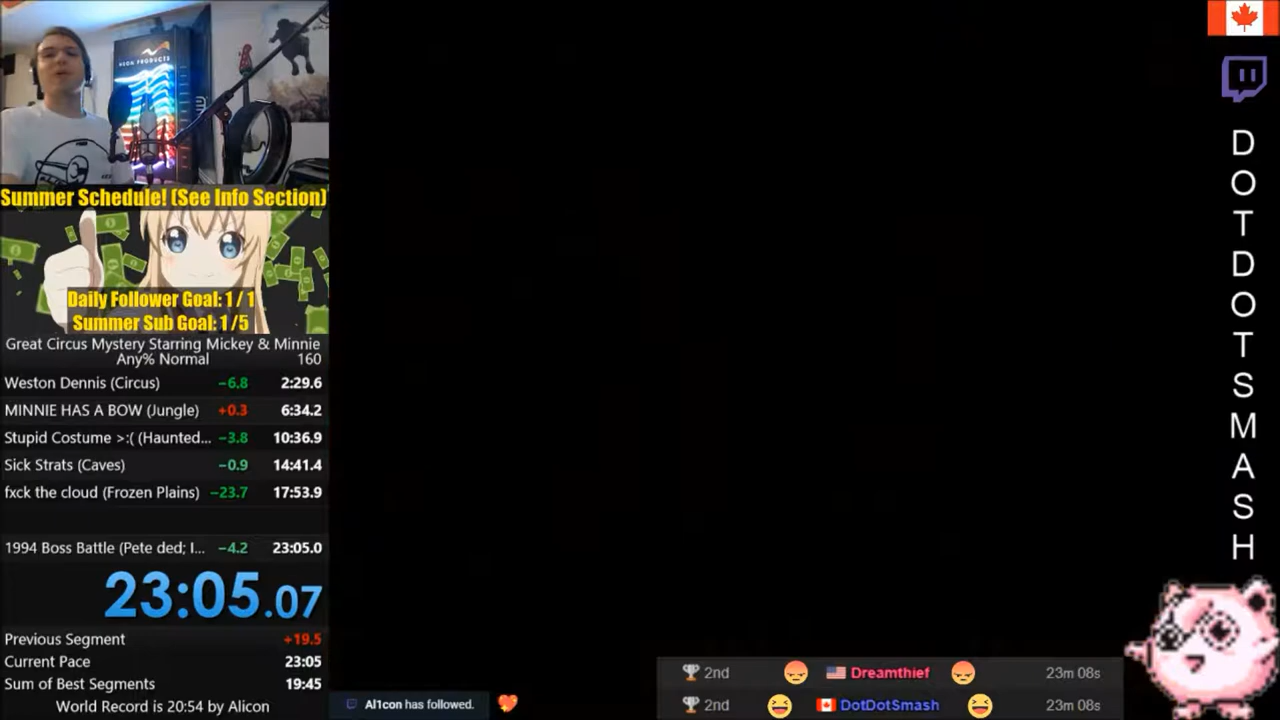 NEON PRODUCTS
Summer Schedule! (See Info Section)
Daily Follower Goal: 1 / 1
Summer Sub Goal: 1 /5
Great Circus Mystery Starring Mickey & Minnie
Any% Normal 160
Weston Dennis (Circus) −6.8 2:29.6
MINNIE HAS A BOW (Jungle) +0.3 6:34.2
Stupid Costume >:( (Haunted... −3.8 10:36.9
Sick Strats (Caves) −0.9 14:41.4
fxck the cloud (Frozen Plains) −23.7 17:53.9
1994 Boss Battle (Pete ded; I... −4.2 23:05.0
23:05.07
Previous Segment +19.5
Current Pace 23:05
Sum of Best Segments 19:45
World Record is 20:54 by Alicon
Al1con has followed.
2nd Dreamthief 23m 08s
2nd DotDotSmash 23m 08s
D
O
T
D
O
T
S
M
A
S
H